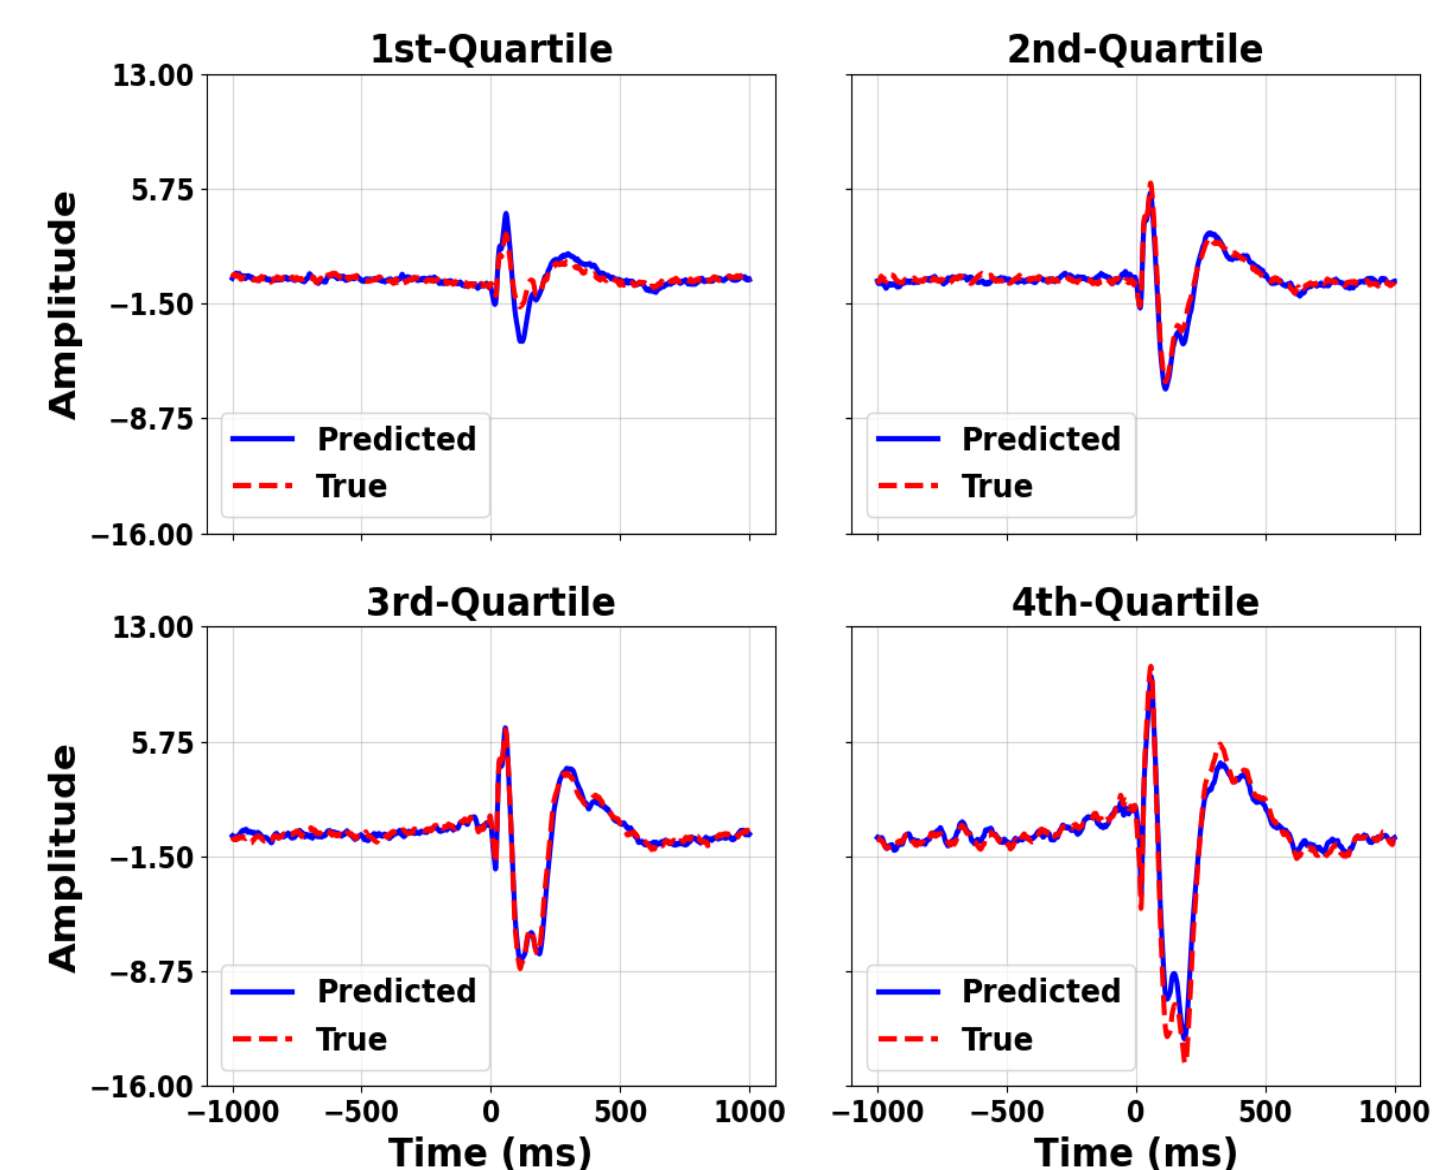 1st-Quartile
2nd-Quartile
13.00
5.75
−1.50
−8.75
−16.00
Amplitude
Predicted
True
Predicted
True
3rd-Quartile
4th-Quartile
13.00
5.75
−1.50
−8.75
−16.00
Amplitude
Predicted
True
Predicted
True
−1000 −500 0 500 1000
−1000 −500 0 500 1000
Time (ms)
Time (ms)